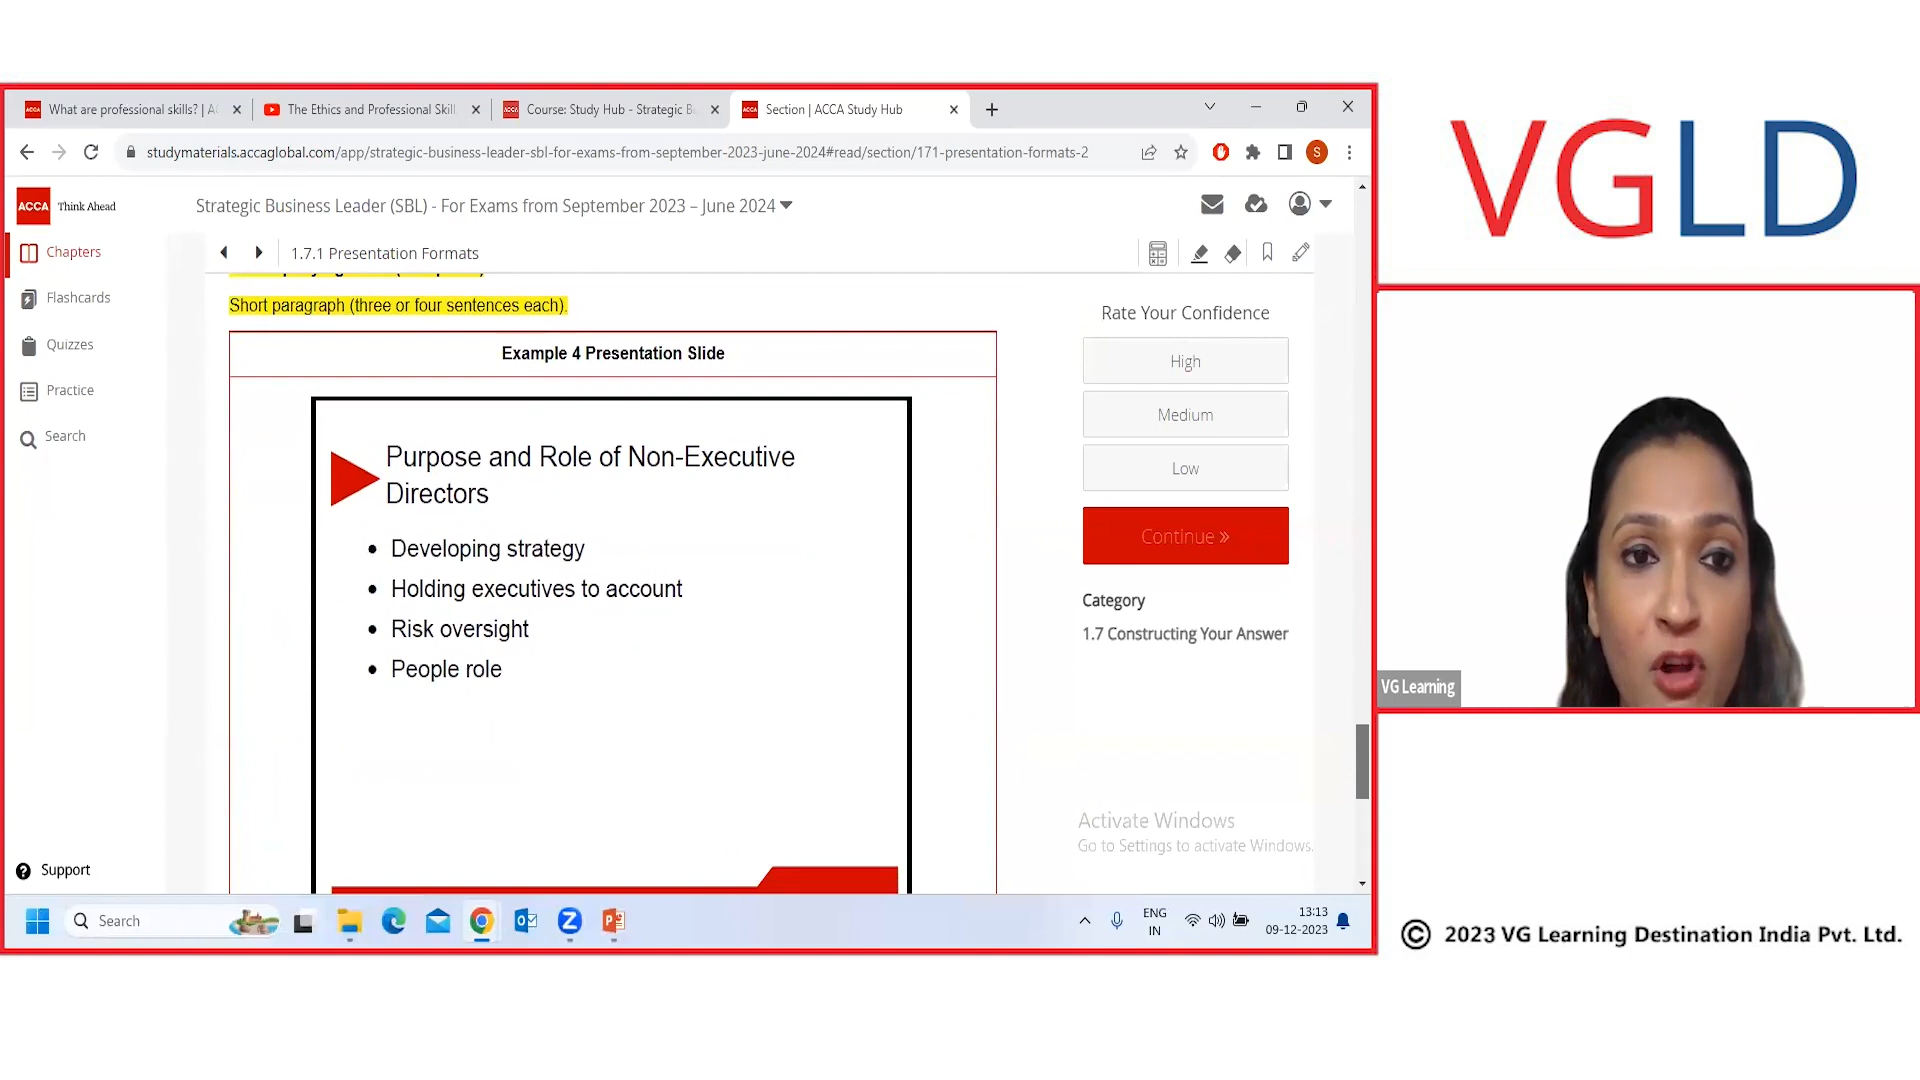 What are professional skills? | AC
The Ethics and Professional Skill
Course: Study Hub - Strategic B
Section | ACCA Study Hub
studymaterials.accaglobal.com/app/strategic-business-leader-sbl-for-exams-from-september-2023-june-2024#read/section/171-presentation-formats-2
S
ACCA
Think Ahead
Strategic Business Leader (SBL) - For Exams from September 2023 – June 2024
Chapters
Flashcards
Quizzes
Practice
Search
Support
1.7.1 Presentation Formats
Short paragraph (three or four sentences each).
Example 4 Presentation Slide
Purpose and Role of Non-Executive
Directors
• Developing strategy
• Holding executives to account
• Risk oversight
• People role
Rate Your Confidence
High
Medium
Low
Continue »
Category
1.7 Constructing Your Answer
Activate Windows
Go to Settings to activate Windows.
Search
ENG
IN
13:13
09-12-2023
VGLD
VG Learning
© 2023 VG Learning Destination India Pvt. Ltd.